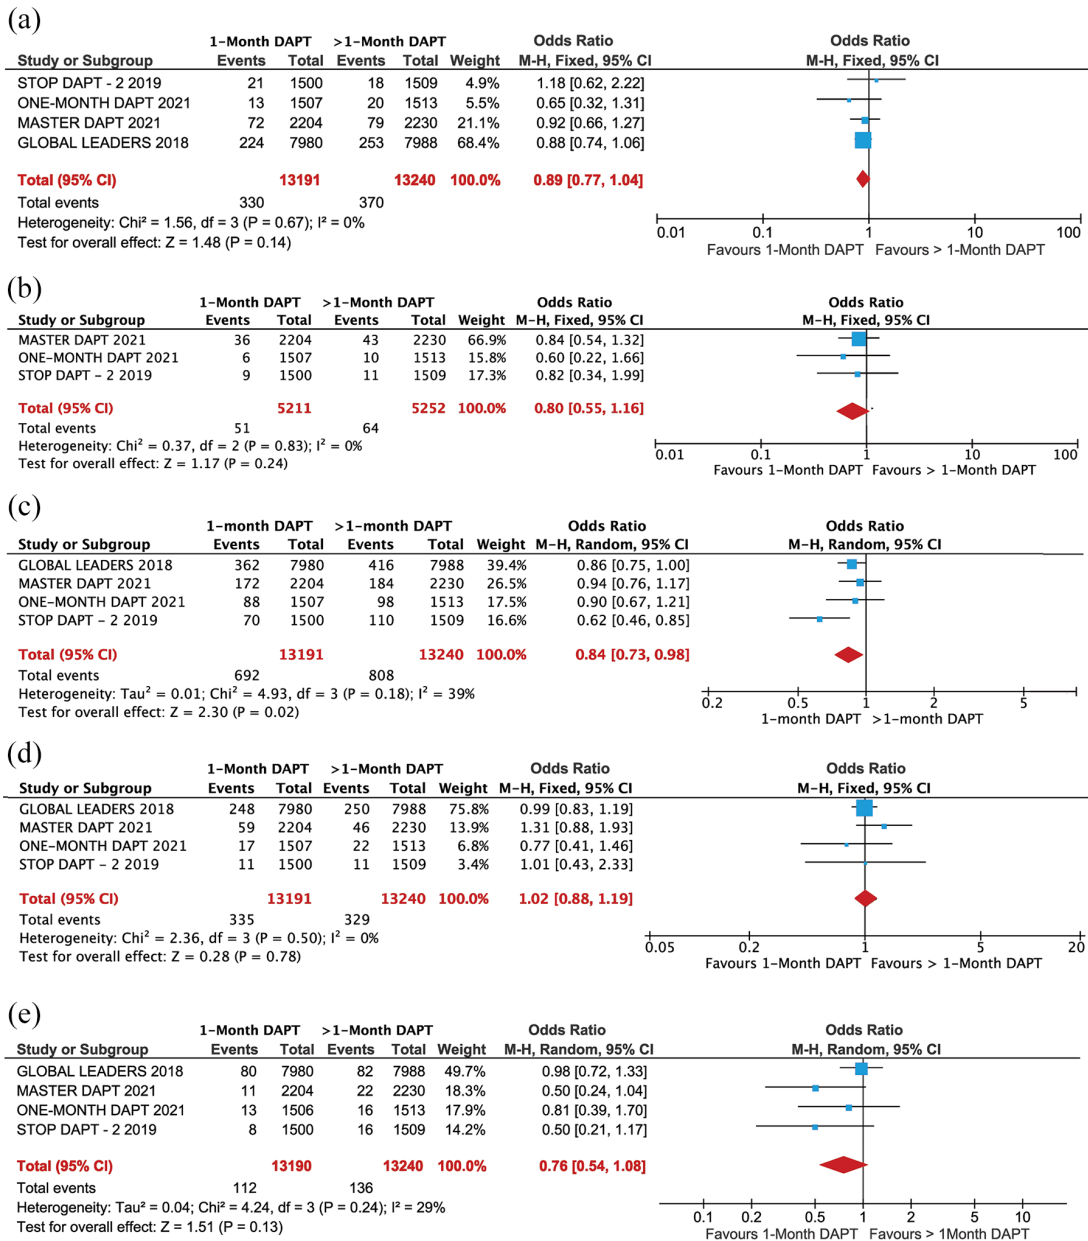 (a)
1-Month DAPT >1-Month DAPT Odds Ratio Odds Ratio
Study or Subgroup Events Total Events Total Weight M-H, Fixed, 95% CI M-H, Fixed, 95% CI
STOP DAPT - 2 2019 21 1500 18 1509 4.9% 1.18 [0.62, 2.22]
ONE-MONTH DAPT 2021 13 1507 20 1513 5.5% 0.65 [0.32, 1.31]
MASTER DAPT 2021 72 2204 79 2230 21.1% 0.92 [0.66, 1.27]
GLOBAL LEADERS 2018 224 7980 253 7988 68.4% 0.88 [0.74, 1.06]
Total (95% CI) 13191 13240 100.0% 0.89 [0.77, 1.04]
Total events 330 370
Heterogeneity: Chi² = 1.56, df = 3 (P = 0.67); I² = 0%
Test for overall effect: Z = 1.48 (P = 0.14)
0.01 0.1 1 10 100
Favours 1-Month DAPT Favours > 1-Month DAPT
(b)
1-Month DAPT >1-Month DAPT Odds Ratio Odds Ratio
Study or Subgroup Events Total Events Total Weight M-H, Fixed, 95% CI M-H, Fixed, 95% CI
MASTER DAPT 2021 36 2204 43 2230 66.9% 0.84 [0.54, 1.32]
ONE-MONTH DAPT 2021 6 1507 10 1513 15.8% 0.60 [0.22, 1.66]
STOP DAPT - 2 2019 9 1500 11 1509 17.3% 0.82 [0.34, 1.99]
Total (95% CI) 5211 5252 100.0% 0.80 [0.55, 1.16]
Total events 51 64
Heterogeneity: Chi² = 0.37, df = 2 (P = 0.83); I² = 0%
Test for overall effect: Z = 1.17 (P = 0.24)
0.01 0.1 1 10 100
Favours 1-Month DAPT Favours > 1-Month DAPT
(c)
1-month DAPT >1-month DAPT Odds Ratio Odds Ratio
Study or Subgroup Events Total Events Total Weight M-H, Random, 95% CI M-H, Random, 95% CI
GLOBAL LEADERS 2018 362 7980 416 7988 39.4% 0.86 [0.75, 1.00]
MASTER DAPT 2021 172 2204 184 2230 26.5% 0.94 [0.76, 1.17]
ONE-MONTH DAPT 2021 88 1507 98 1513 17.5% 0.90 [0.67, 1.21]
STOP DAPT - 2 2019 70 1500 110 1509 16.6% 0.62 [0.46, 0.85]
Total (95% CI) 13191 13240 100.0% 0.84 [0.73, 0.98]
Total events 692 808
Heterogeneity: Tau² = 0.01; Chi² = 4.93, df = 3 (P = 0.18); I² = 39%
Test for overall effect: Z = 2.30 (P = 0.02)
0.2 0.5 1 2 5
1-month DAPT >1-month DAPT
(d)
1-Month DAPT >1-Month DAPT Odds Ratio Odds Ratio
Study or Subgroup Events Total Events Total Weight M-H, Fixed, 95% CI M-H, Fixed, 95% CI
GLOBAL LEADERS 2018 248 7980 250 7988 75.8% 0.99 [0.83, 1.19]
MASTER DAPT 2021 59 2204 46 2230 13.9% 1.31 [0.88, 1.93]
ONE-MONTH DAPT 2021 17 1507 22 1513 6.8% 0.77 [0.41, 1.46]
STOP DAPT - 2 2019 11 1500 11 1509 3.4% 1.01 [0.43, 2.33]
Total (95% CI) 13191 13240 100.0% 1.02 [0.88, 1.19]
Total events 335 329
Heterogeneity: Chi² = 2.36, df = 3 (P = 0.50); I² = 0%
Test for overall effect: Z = 0.28 (P = 0.78)
0.05 0.2 1 5 20
Favours 1-Month DAPT Favours > 1-Month DAPT
(e)
1-Month DAPT >1-Month DAPT Odds Ratio Odds Ratio
Study or Subgroup Events Total Events Total Weight M-H, Random, 95% CI M-H, Random, 95% CI
GLOBAL LEADERS 2018 80 7980 82 7988 49.7% 0.98 [0.72, 1.33]
MASTER DAPT 2021 11 2204 22 2230 18.3% 0.50 [0.24, 1.04]
ONE-MONTH DAPT 2021 13 1506 16 1513 17.9% 0.81 [0.39, 1.70]
STOP DAPT - 2 2019 8 1500 16 1509 14.2% 0.50 [0.21, 1.17]
Total (95% CI) 13190 13240 100.0% 0.76 [0.54, 1.08]
Total events 112 136
Heterogeneity: Tau² = 0.04; Chi² = 4.24, df = 3 (P = 0.24); I² = 29%
Test for overall effect: Z = 1.51 (P = 0.13)
0.1 0.2 0.5 1 2 5 10
Favours 1-Month DAPT Favours > 1Month DAPT